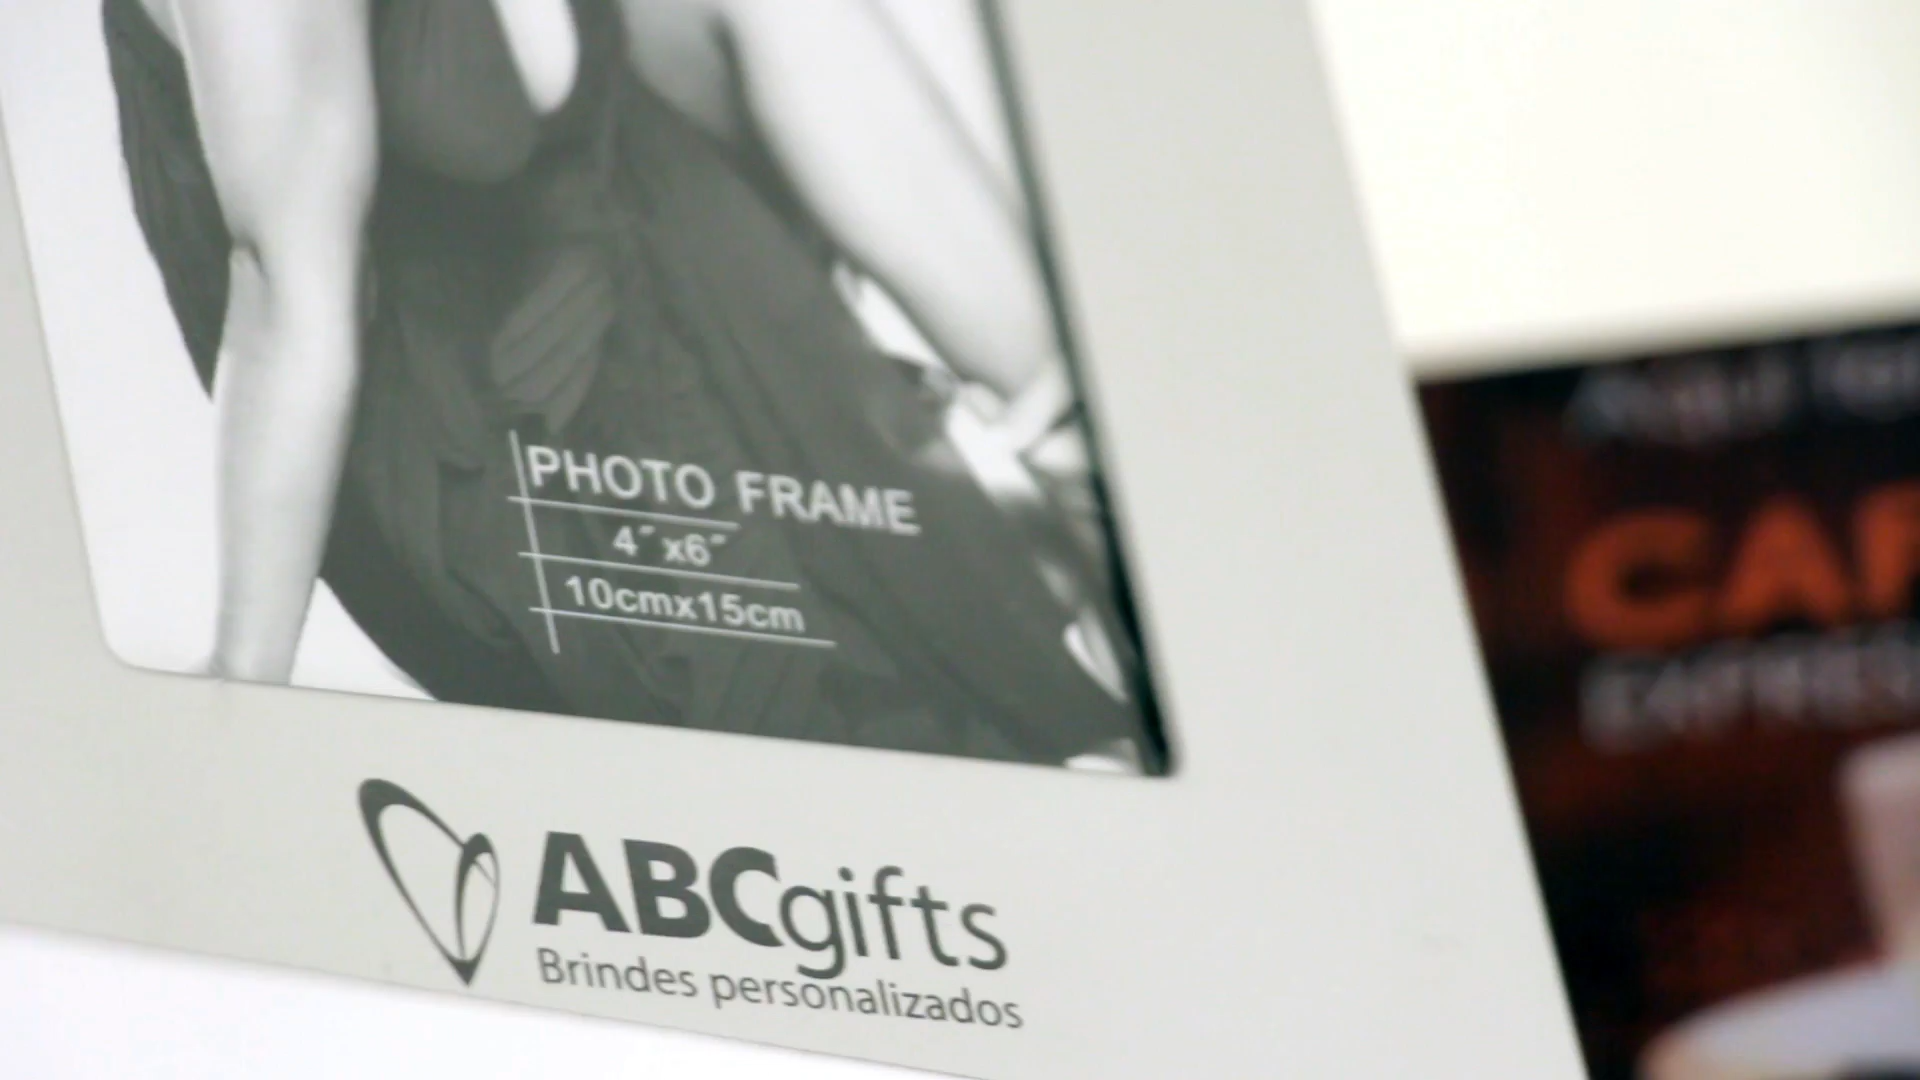 PHOTO FRAME
4" x6"
10cmx15cm
ABCgifts
Brindes personalizados